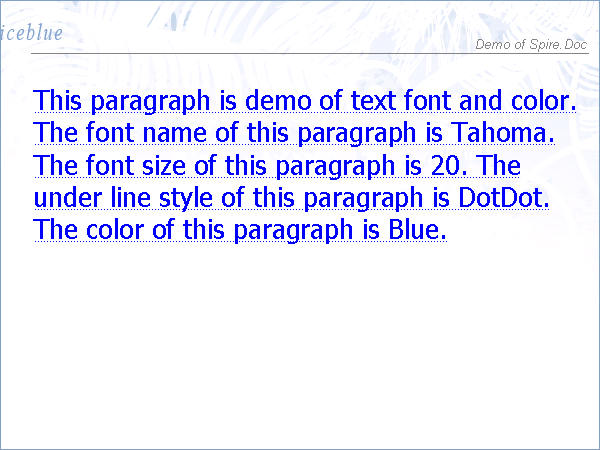 iceblue
Demo of Spire.Doc
This paragraph is demo of text font and color.
The font name of this paragraph is Tahoma.
The font size of this paragraph is 20. The
under line style of this paragraph is DotDot.
The color of this paragraph is Blue.